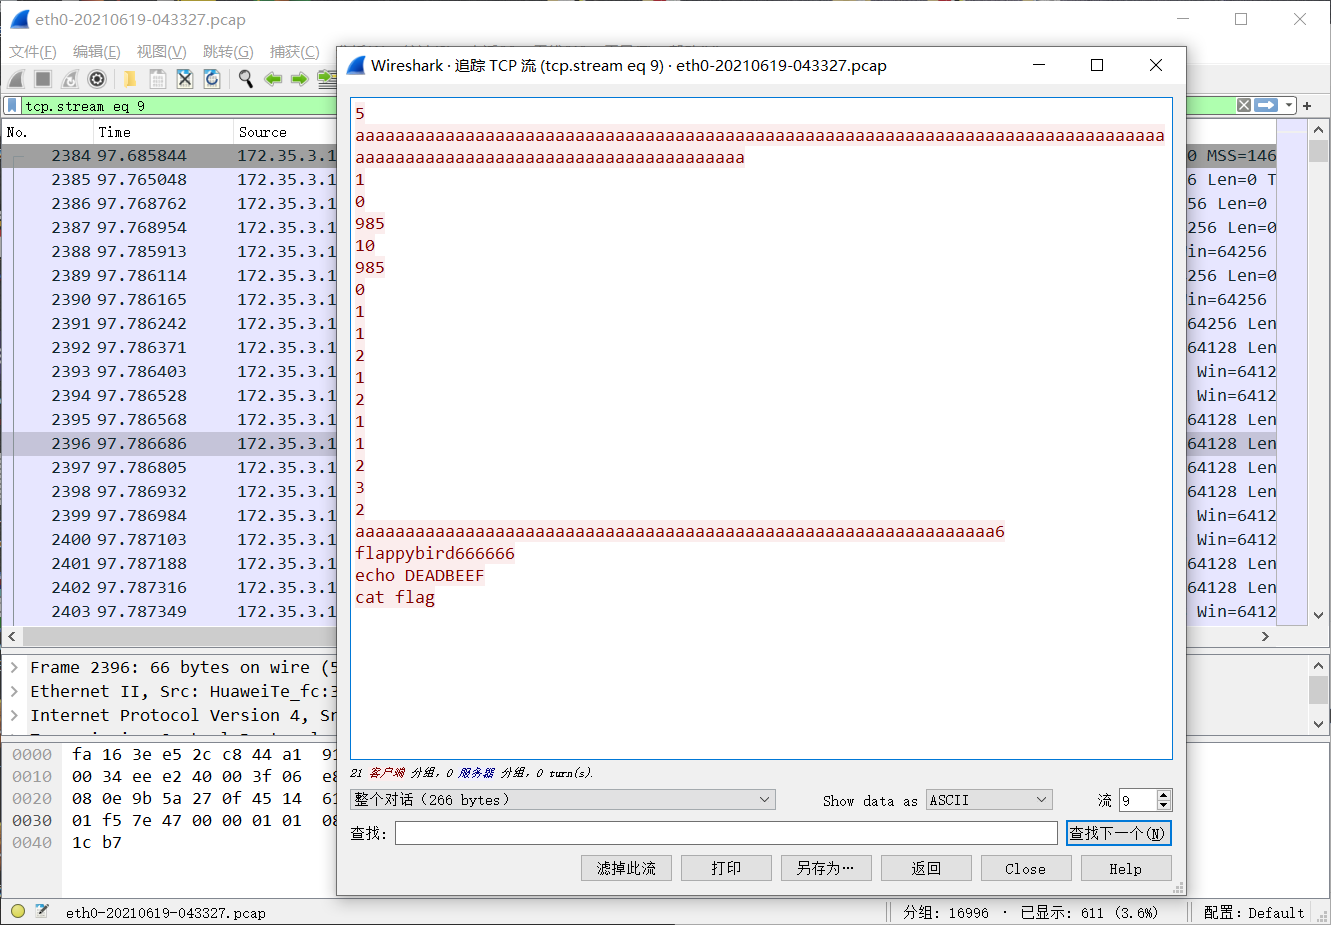 eth0-20210619-043327.pcap
文件(F) 编辑(E) 视图(V) 跳转(G) 捕获(C)
tcp.stream eq 9
No. Time Source
2384 97.685844 172.35.3.1 0 MSS=146
2385 97.765048 172.35.3.1 6 Len=0 T
2386 97.768762 172.35.3.1 56 Len=0
2387 97.768954 172.35.3.1 256 Len=0
2388 97.785913 172.35.3.1 in=64256
2389 97.786114 172.35.3.1 256 Len=0
2390 97.786165 172.35.3.1 in=64256
2391 97.786242 172.35.3.1 64256 Len
2392 97.786371 172.35.3.1 64128 Len
2393 97.786403 172.35.3.1 Win=6412
2394 97.786528 172.35.3.1 Win=6412
2395 97.786568 172.35.3.1 64128 Len
2396 97.786686 172.35.3.1 64128 Len
2397 97.786805 172.35.3.1 64128 Len
2398 97.786932 172.35.3.1 64128 Len
2399 97.786984 172.35.3.1 Win=6412
2400 97.787103 172.35.3.1 Win=6412
2401 97.787188 172.35.3.1 64128 Len
2402 97.787316 172.35.3.1 64128 Len
2403 97.787349 172.35.3.1 Win=6412
Frame 2396: 66 bytes on wire (5
Ethernet II, Src: HuaweiTe_fc:3
Internet Protocol Version 4, Sr
0000 fa 16 3e e5 2c c8 44 a1 91
0010 00 34 ee e2 40 00 3f 06 e8
0020 08 0e 9b 5a 27 0f 45 14 61
0030 01 f5 7e 47 00 00 01 01 08
0040 1c b7
eth0-20210619-043327.pcap
分组: 16996 · 已显示: 611 (3.6%)
配置: Default
Wireshark · 追踪 TCP 流 (tcp.stream eq 9) · eth0-20210619-043327.pcap
5
aaaaaaaaaaaaaaaaaaaaaaaaaaaaaaaaaaaaaaaaaaaaaaaaaaaaaaaaaaaaaaaaaaaaaaaaaaaaaaaaa
aaaaaaaaaaaaaaaaaaaaaaaaaaaaaaaaaaaaaaa
1
0
985
10
985
0
1
1
2
1
2
1
1
2
3
2
aaaaaaaaaaaaaaaaaaaaaaaaaaaaaaaaaaaaaaaaaaaaaaaaaaaaaaaaaaaaaaaa6
flappybird666666
echo DEADBEEF
cat flag
21 客户端 分组, 0 服务器 分组, 0 turn(s).
整个对话 (266 bytes)
Show data as ASCII
流 9
查找:
查找下一个(N)
滤掉此流
打印
另存为…
返回
Close
Help